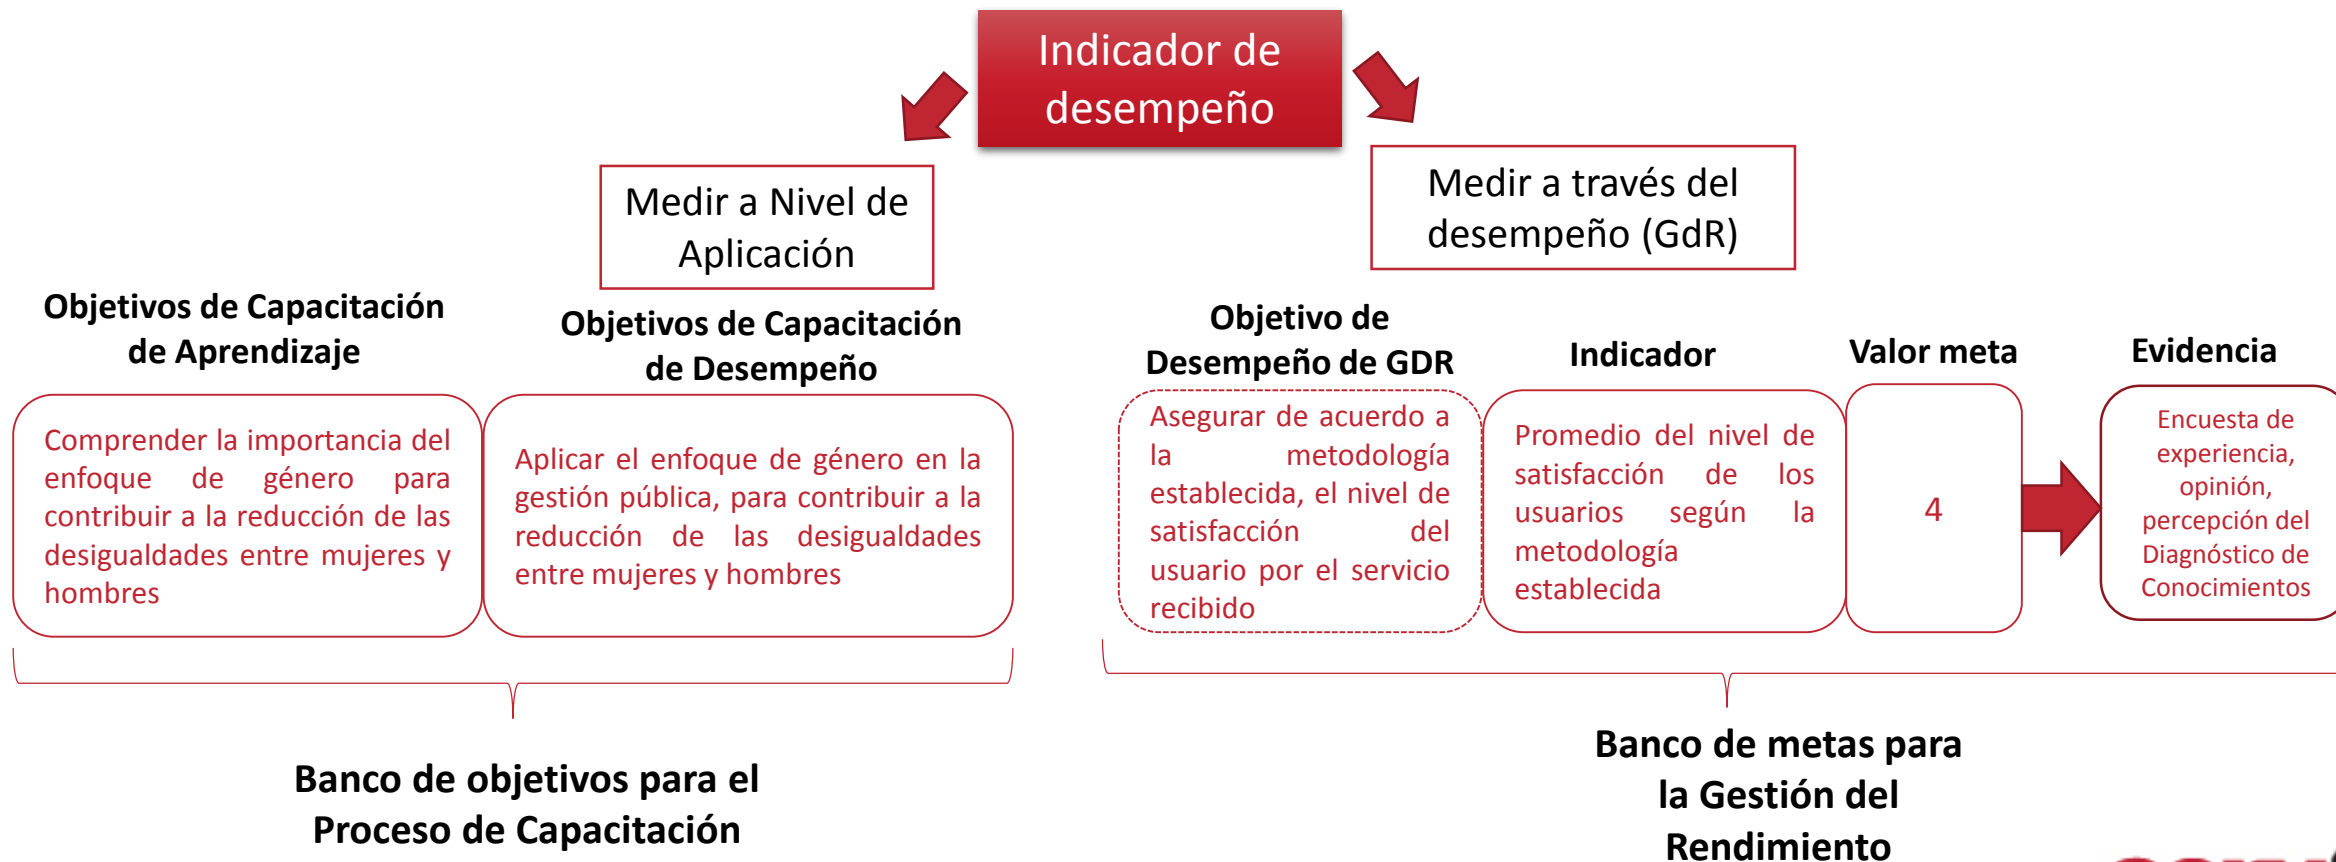 Indicador de
desempeño
Medir a Nivel de
Aplicación
Medir a través del
desempeño (GdR)
Objetivos de Capacitación
de Aprendizaje
Objetivos de Capacitación
de Desempeño
Objetivo de
Desempeño de GDR
Indicador
Valor meta
Evidencia
Comprender la importancia del
enfoque de género para
contribuir a la reducción de las
desigualdades entre mujeres y
hombres
Aplicar el enfoque de género en la
gestión pública, para contribuir a la
reducción de las desigualdades
entre mujeres y hombres
Asegurar de acuerdo a
la metodología
establecida, el nivel de
satisfacción del
usuario por el servicio
recibido
Promedio del nivel de
satisfacción de los
usuarios según la
metodología
establecida
4
Encuesta de
experiencia,
opinión,
percepción del
Diagnóstico de
Conocimientos
Banco de objetivos para el
Proceso de Capacitación
Banco de metas para
la Gestión del
Rendimiento